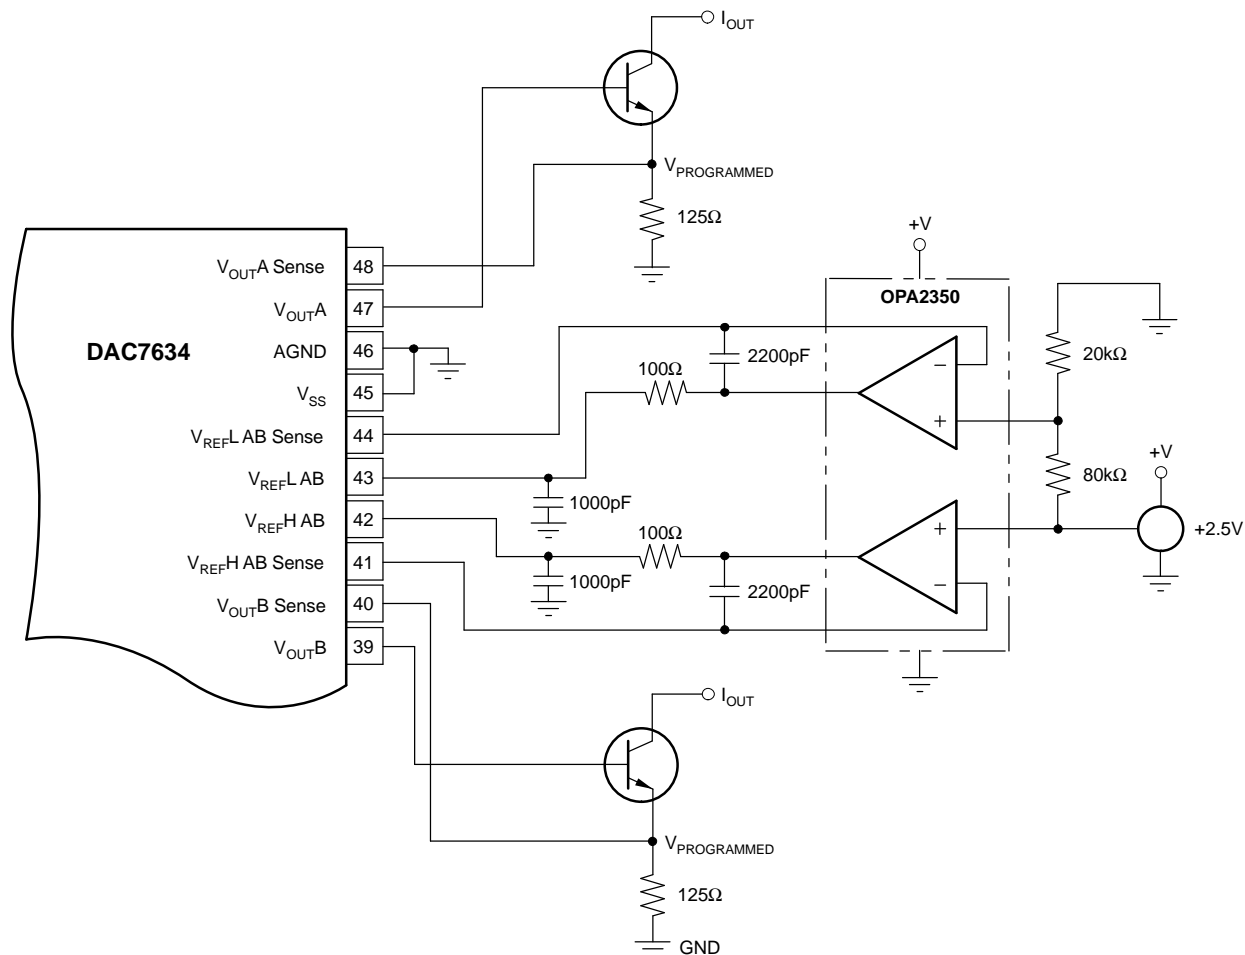 I_OUT
V_PROGRAMMED
125Ω
+V
V_OUT A Sense 48
OPA2350
V_OUT A 47
DAC7634
AGND 46
2200pF
20kΩ
100Ω
–
V_SS 45
+
V_REF L AB Sense 44
+V
V_REF L AB 43
80kΩ
1000pF
V_REF H AB 42
100Ω
+
+2.5V
V_REF H AB Sense 41
1000pF
–
2200pF
V_OUT B Sense 40
V_OUT B 39
I_OUT
V_PROGRAMMED
125Ω
GND